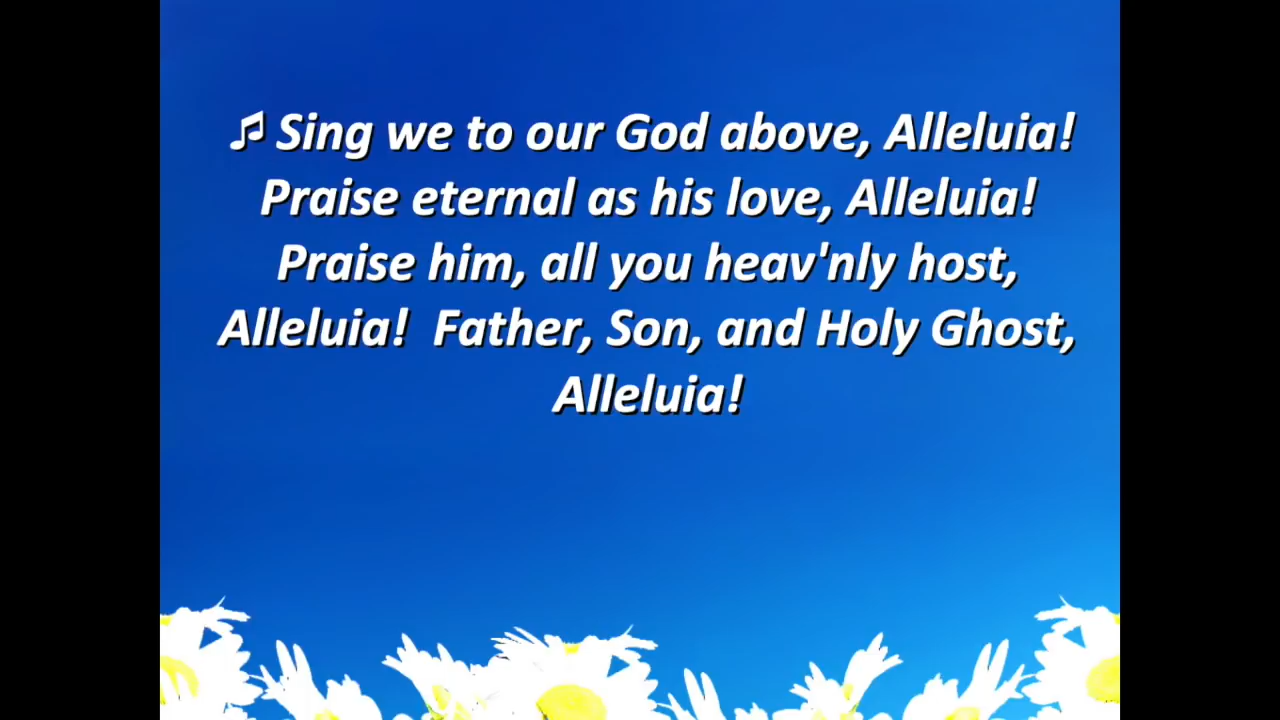 ♫ Sing we to our God above, Alleluia!
Praise eternal as his love, Alleluia!
Praise him, all you heav'nly host,
Alleluia!  Father, Son, and Holy Ghost,
Alleluia!